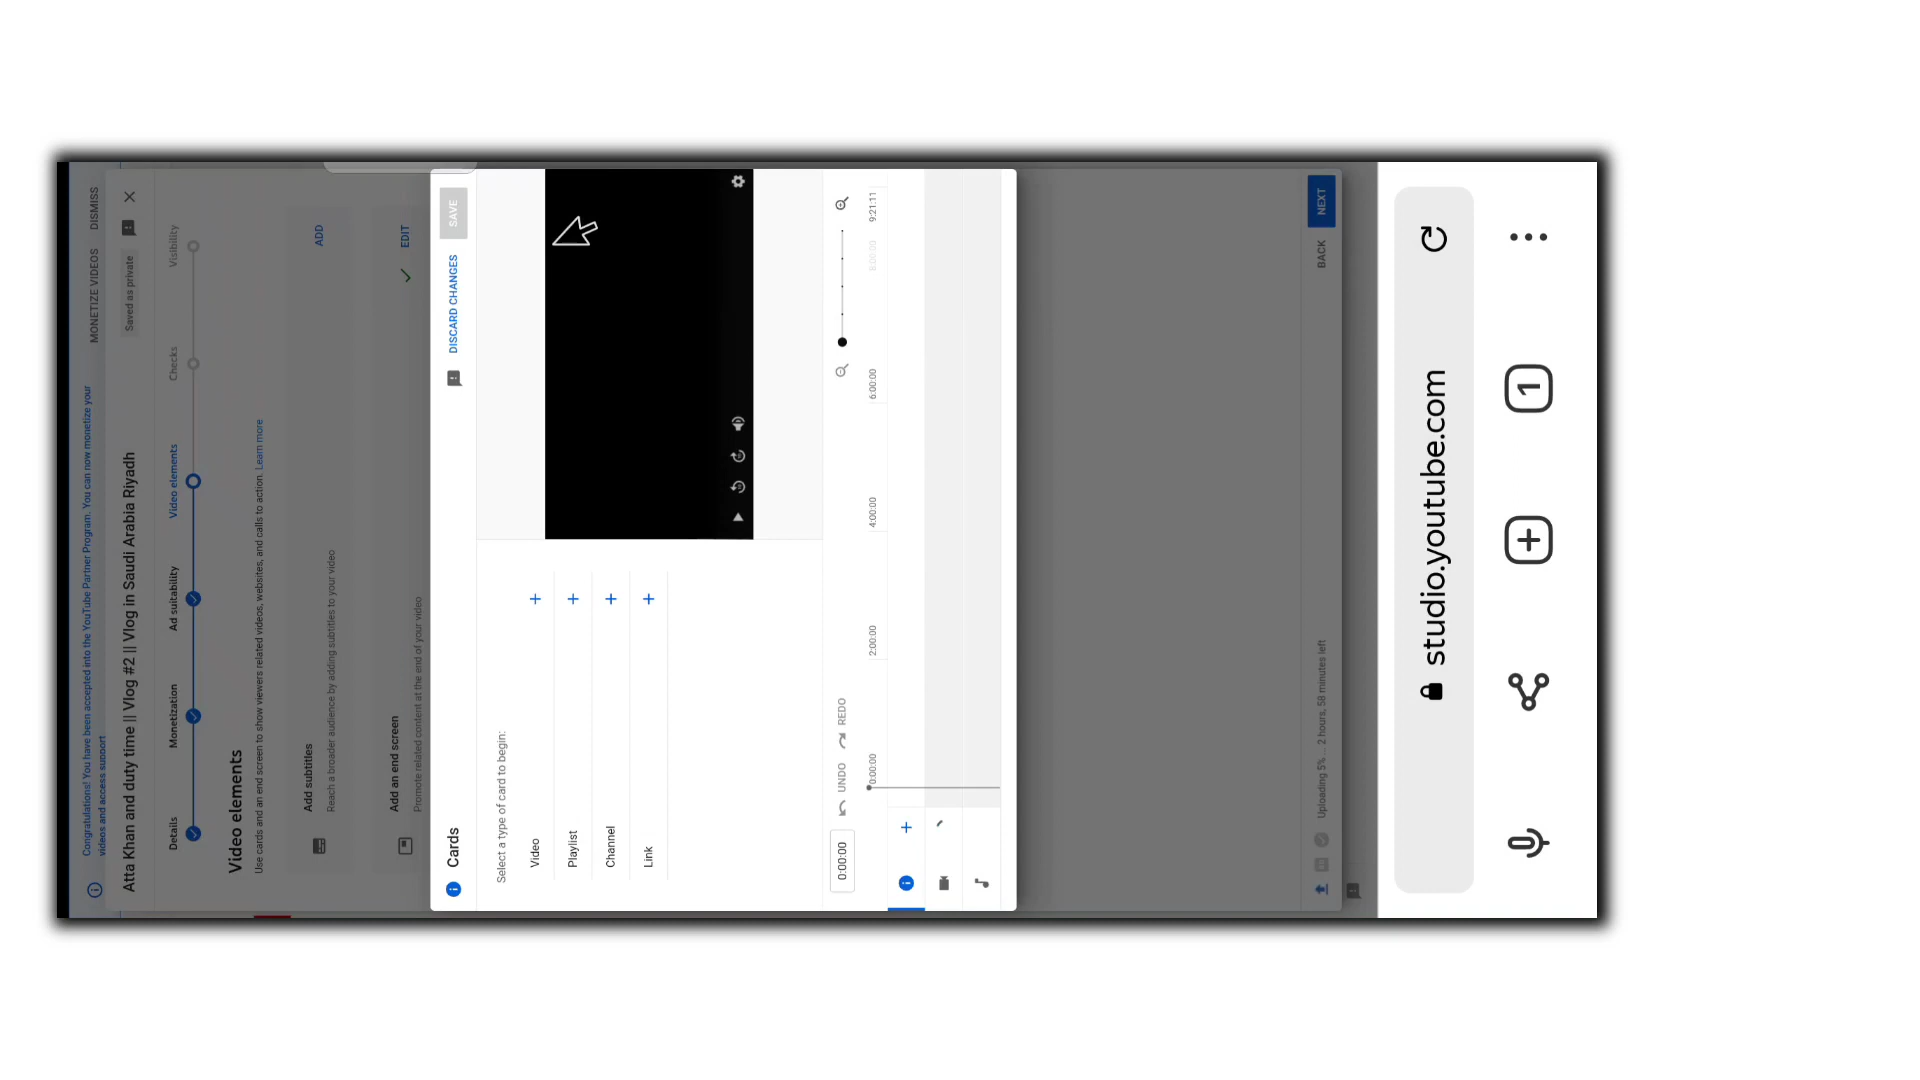 Congratulations! You have been accepted into the YouTube Partner Program. You can now monetize your
videos and access support
MONETIZE VIDEOS
DISMISS
Atta Khan and duty time || Vlog #2 || Vlog in Saudi Arabia Riyadh
Saved as private
Details
Monetization
Ad suitability
Video elements
Checks
Visibility
Video elements
Use cards and an end screen to show viewers related videos, websites, and calls to action. Learn more
Add subtitles
Reach a broader audience by adding subtitles to your video
ADD
Add an end screen
Promote related content at the end of your video
EDIT
Cards
DISCARD CHANGES
SAVE
Select a type of card to begin:
Video
Playlist
Channel
Link
0:00:00
UNDO
REDO
0:00:00
2:00:00
4:00:00
6:00:00
8:00:00
9:21:11
Uploading 5% ... 2 hours, 58 minutes left
BACK
NEXT
studio.youtube.com
1